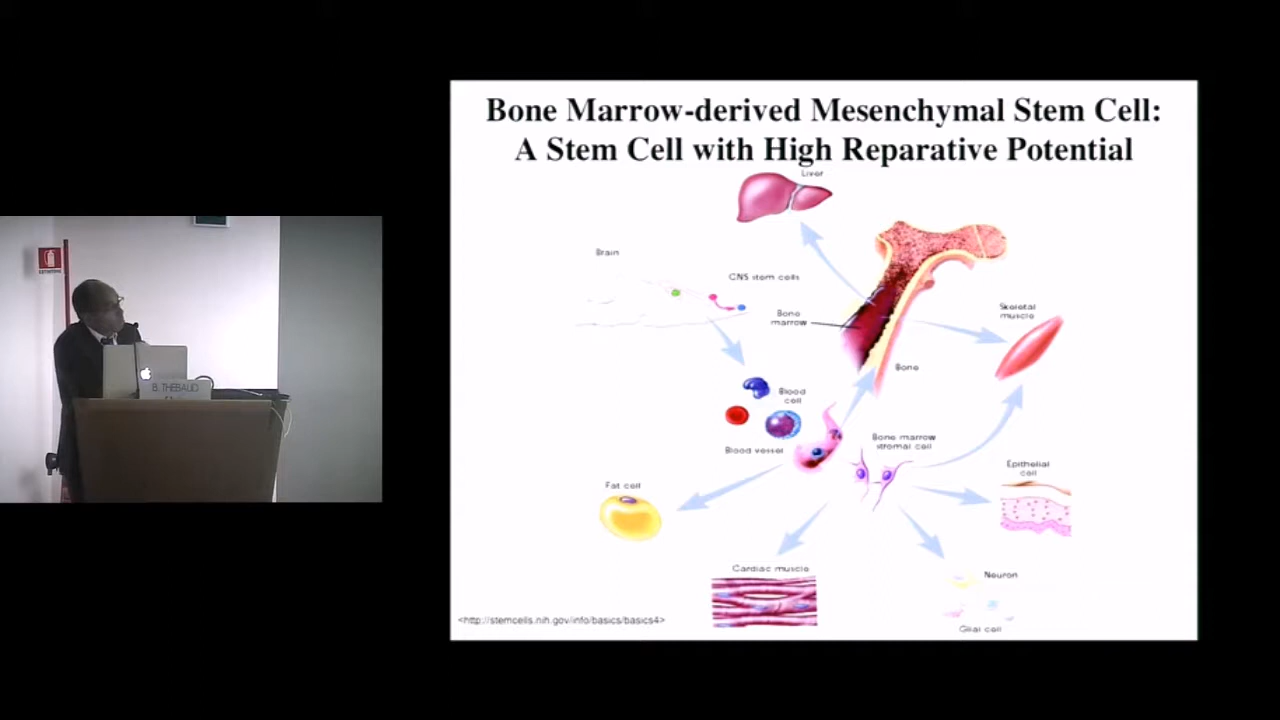 Bone Marrow-derived Mesenchymal Stem Cell:
A Stem Cell with High Reparative Potential
Liver
Brain
CNS stem cells
Bone
marrow
Skeletal
muscle
Bone
Blood
cell
Blood vessel
Bone marrow
stromal cell
Epithelial
cell
Fat cell
Cardiac muscle
Neuron
Glial cell
<http://stemcells.nih.gov/info/basics/basics4>
B. THEBAUD